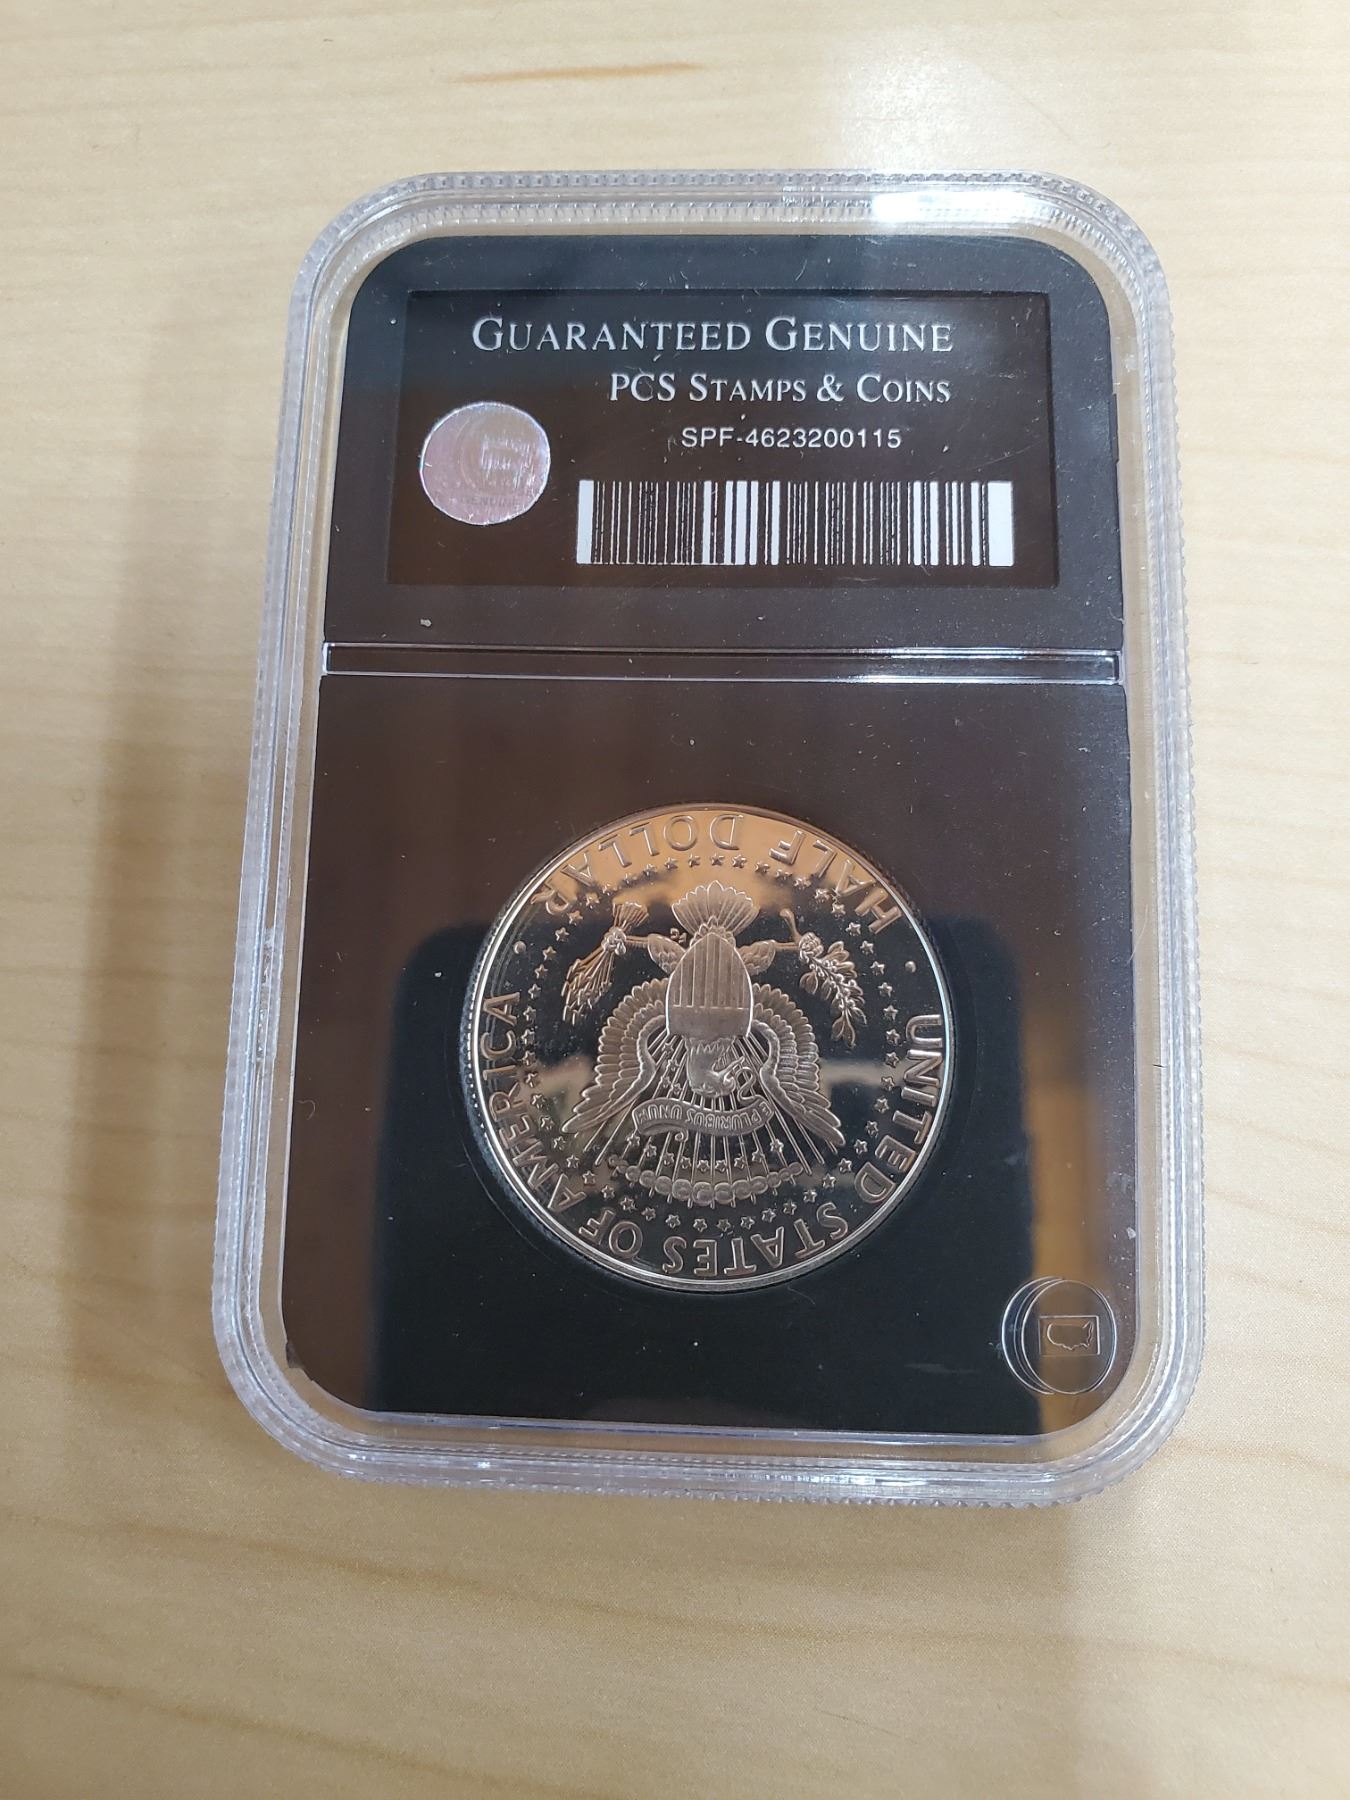 GUARANTEED GENUINE
PCS STAMPS & COINS
SPF-4623200115
HALF DOLLAR
E PLURIBUS UNUM
UNITED STATES OF AMERICA